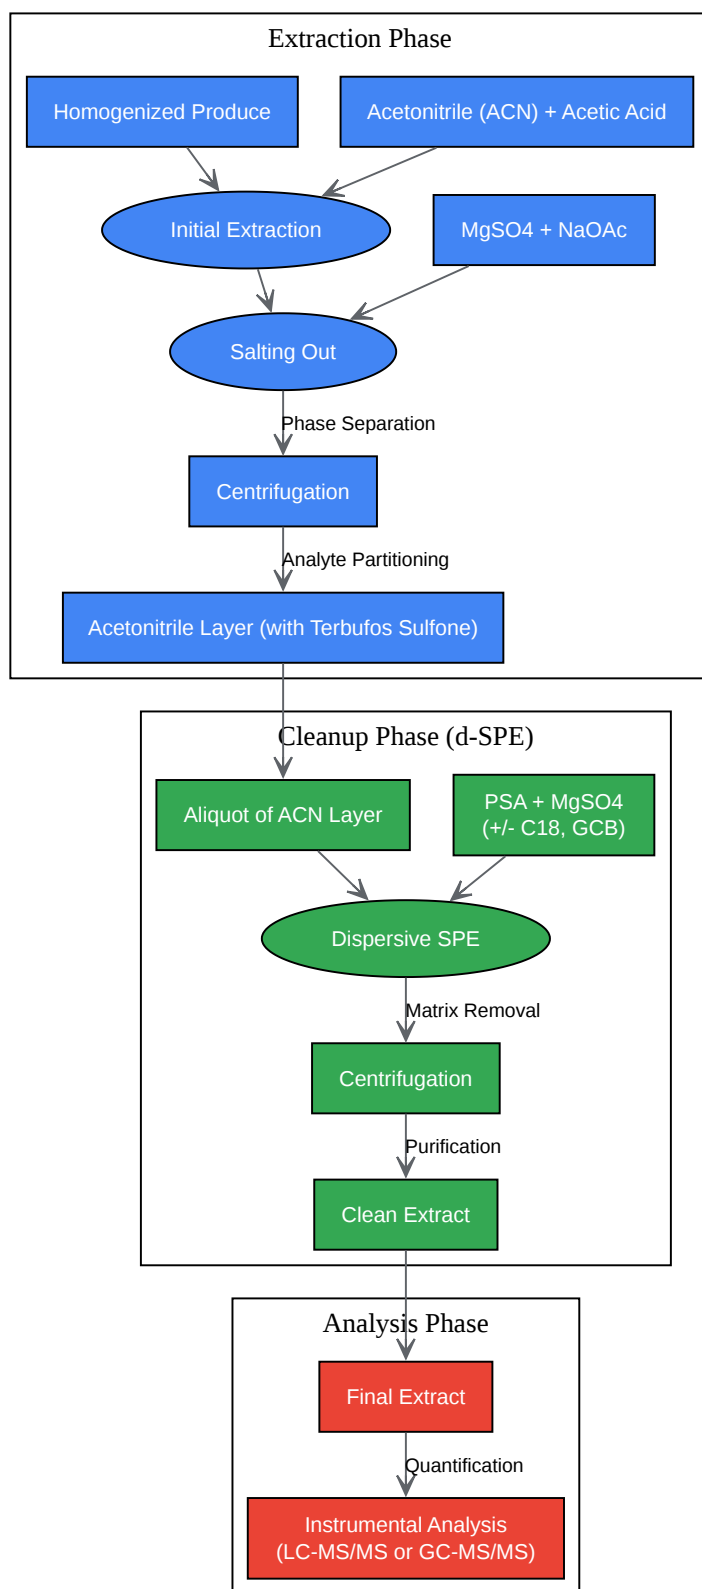 Extraction Phase
Homogenized Produce
Acetonitrile (ACN) + Acetic Acid
Initial Extraction
MgSO4 + NaOAc
Salting Out
Phase Separation
Centrifugation
Analyte Partitioning
Acetonitrile Layer (with Terbufos Sulfone)
Cleanup Phase (d-SPE)
Aliquot of ACN Layer
PSA + MgSO4
(+/- C18, GCB)
Dispersive SPE
Matrix Removal
Centrifugation
Purification
Clean Extract
Analysis Phase
Final Extract
Quantification
Instrumental Analysis
(LC-MS/MS or GC-MS/MS)